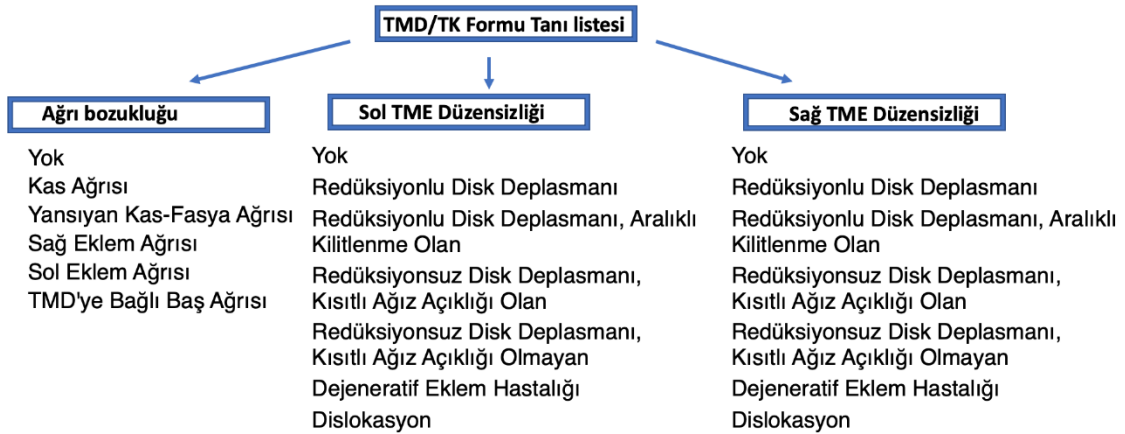 TMD/TK Formu Tanı listesi
Ağrı bozukluğu
Yok
Kas Ağrısı
Yansıyan Kas-Fasya Ağrısı
Sağ Eklem Ağrısı
Sol Eklem Ağrısı
TMD'ye Bağlı Baş Ağrısı
Sol TME Düzensizliği
Yok
Redüksiyonlu Disk Deplasmanı
Redüksiyonlu Disk Deplasmanı, Aralıklı
Kilitlenme Olan
Redüksiyonsuz Disk Deplasmanı,
Kısıtlı Ağız Açıklığı Olan
Redüksiyonsuz Disk Deplasmanı,
Kısıtlı Ağız Açıklığı Olmayan
Dejeneratif Eklem Hastalığı
Dislokasyon
Sağ TME Düzensizliği
Yok
Redüksiyonlu Disk Deplasmanı
Redüksiyonlu Disk Deplasmanı, Aralıklı
Kilitlenme Olan
Redüksiyonsuz Disk Deplasmanı,
Kısıtlı Ağız Açıklığı Olan
Redüksiyonsuz Disk Deplasmanı,
Kısıtlı Ağız Açıklığı Olmayan
Dejeneratif Eklem Hastalığı
Dislokasyon